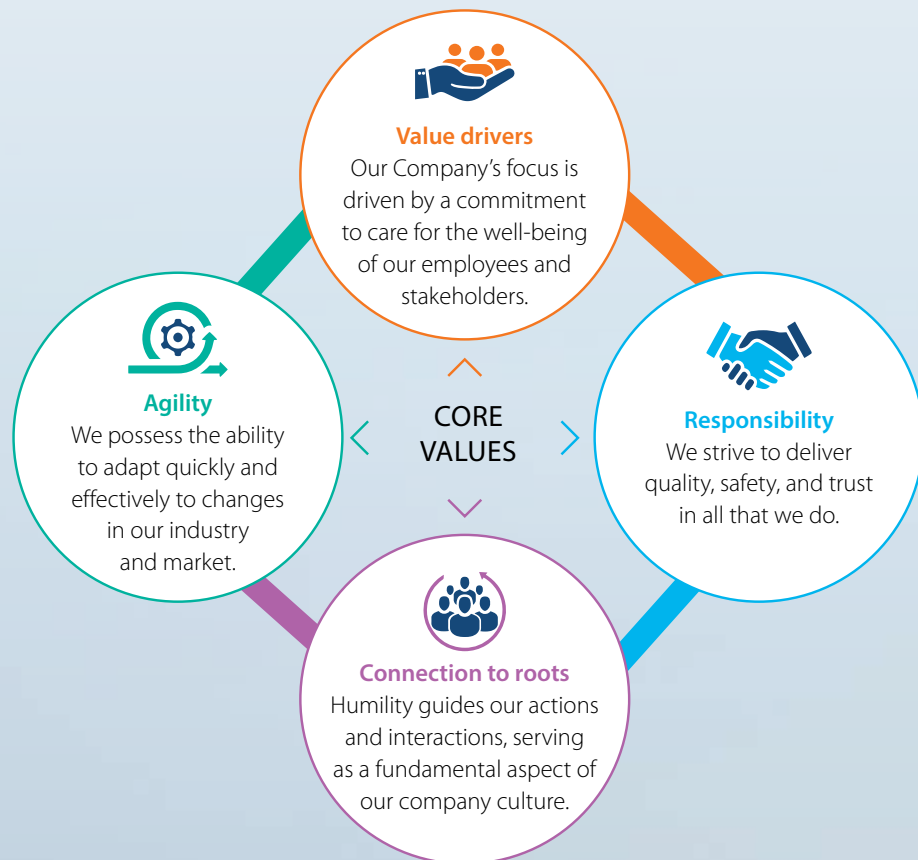 Value drivers
Our Company’s focus is
driven by a commitment
to care for the well-being
of our employees and
stakeholders.
Agility
We possess the ability
to adapt quickly and
effectively to changes
in our industry
and market.
CORE
VALUES
Responsibility
We strive to deliver
quality, safety, and trust
in all that we do.
Connection to roots
Humility guides our actions
and interactions, serving
as a fundamental aspect of
our company culture.